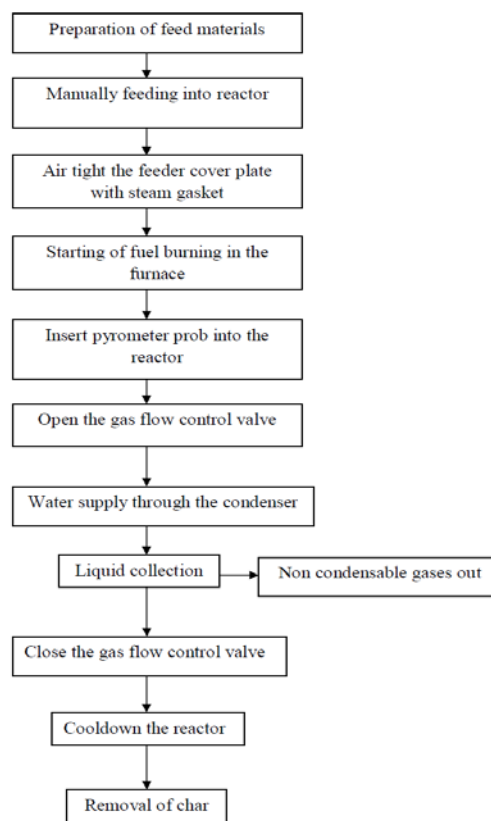 Preparation of feed materials
Manually feeding into reactor
Air tight the feeder cover plate
with steam gasket
Starting of fuel burning in the
furnace
Insert pyrometer prob into the
reactor
Open the gas flow control valve
Water supply through the condenser
Liquid collection
Non condensable gases out
Close the gas flow control valve
Cooldown the reactor
Removal of char